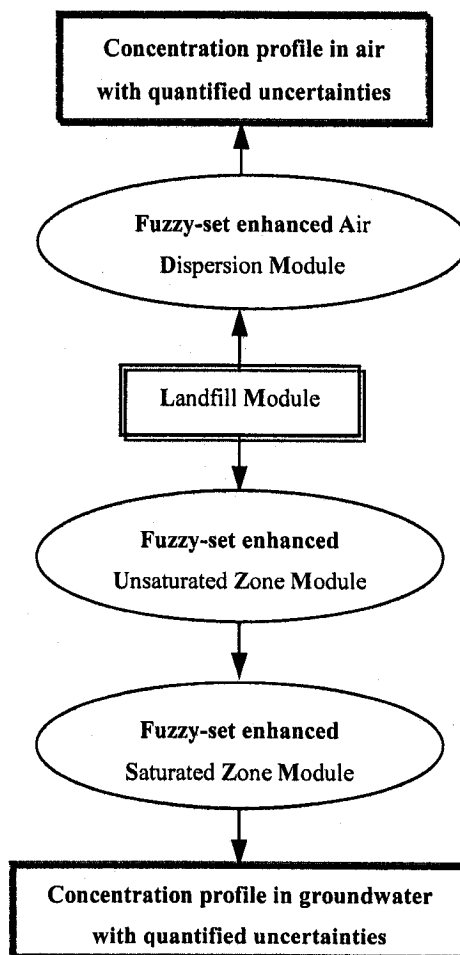 Concentration profile in air
with quantified uncertainties
Fuzzy-set enhanced Air
Dispersion Module
Landfill Module
Fuzzy-set enhanced
Unsaturated Zone Module
Fuzzy-set enhanced
Saturated Zone Module
Concentration profile in groundwater
with quantified uncertainties